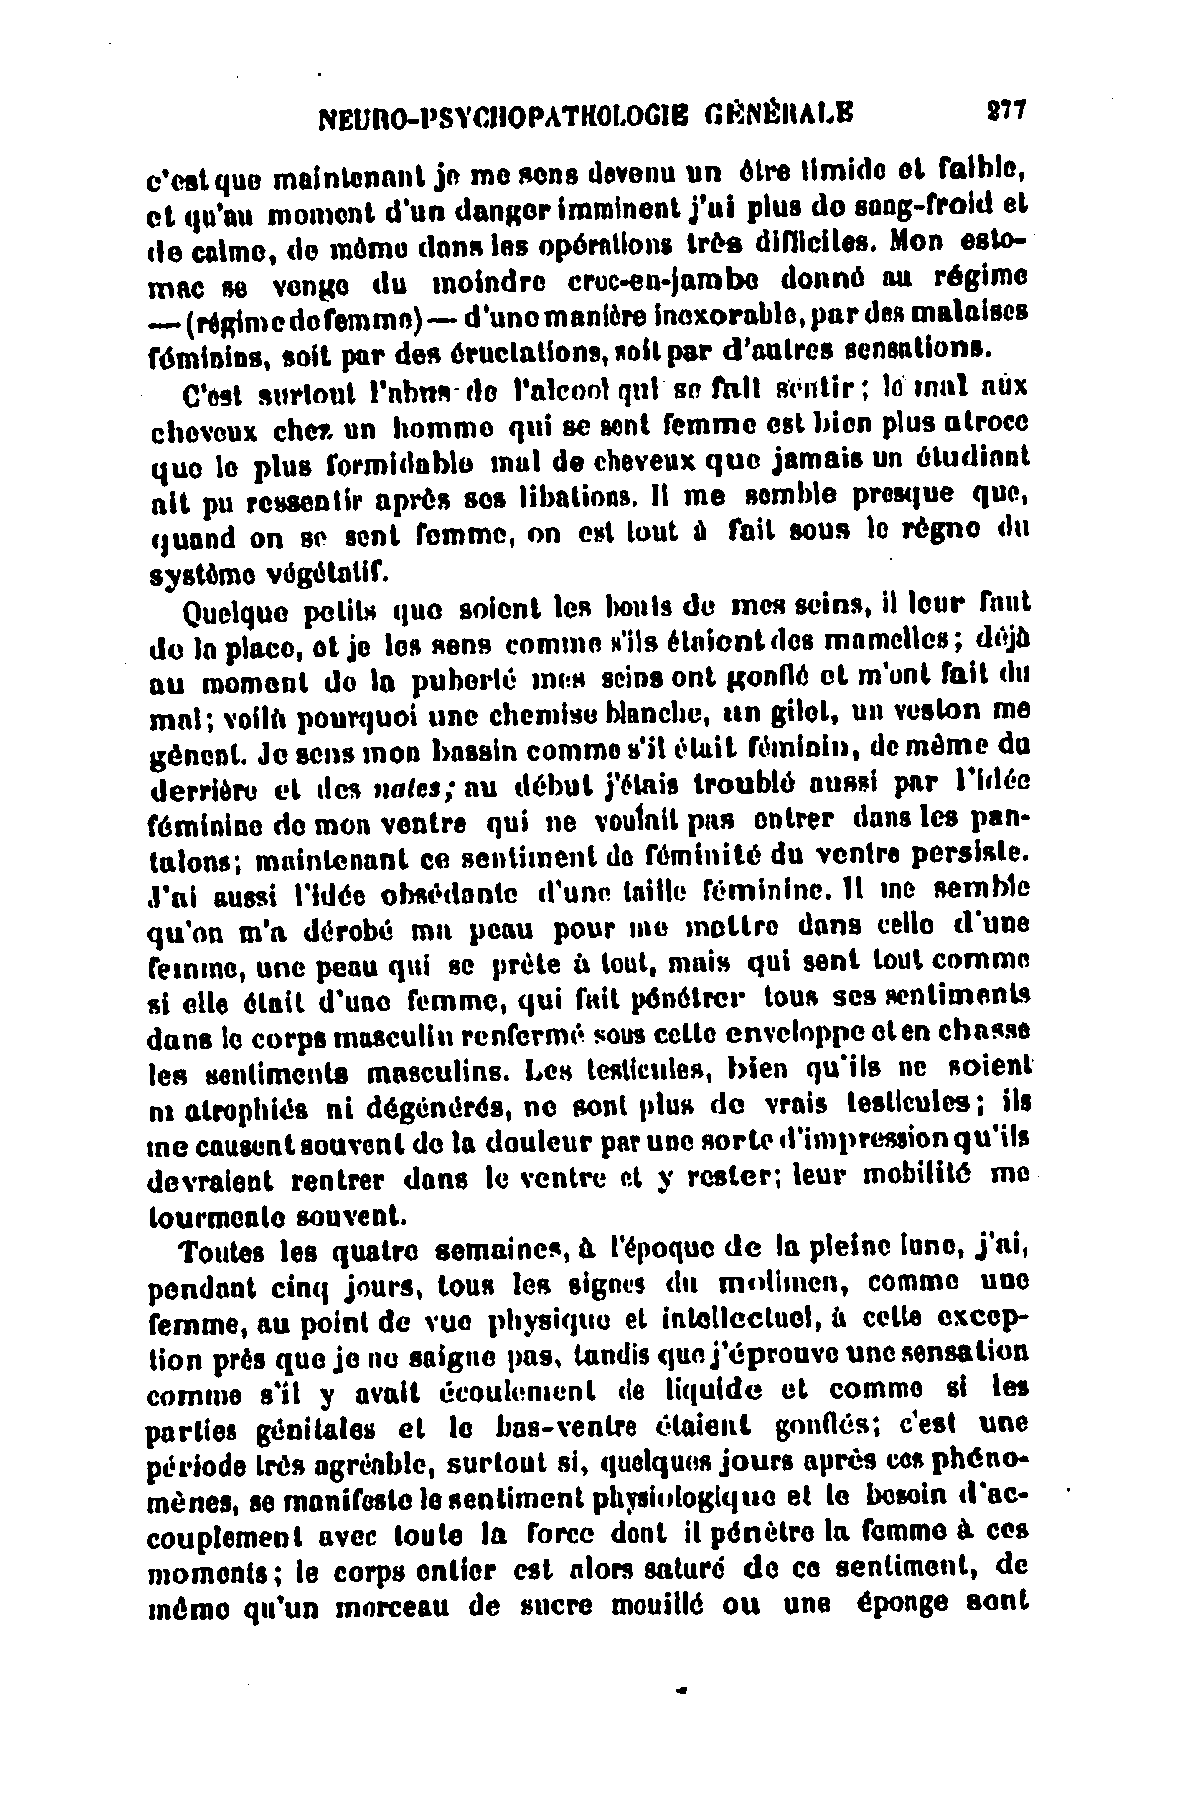 NEURO-PSYCHOPATHOLOGIE GÉNÉRALE 277
c'est que maintenant je me sens devenu un être timide et faible,
et qu'au moment d'un danger imminent j'ai plus de sang-froid et
de calme, de même dans les opérations très difficiles. Mon esto-
mac se venge du moindre croc-en-jambe donné au régime
— (régime de femme) — d'une manière inexorable, par des malaises
féminins, soit par des éructations, soit par d'autres sensations.
C'est surtout l'abus de l'alcool qui se fait sentir ; le mal aux
cheveux chez un homme qui se sent femme est bien plus atroce
que le plus formidable mal de cheveux que jamais un étudiant
ait pu ressentir après ses libations. Il me semble presque que,
quand on se sent femme, on est tout à fait sous le règne du
système végétatif.
Quelque petits que soient les bouts de mes seins, il leur faut
de la place, et je les sens comme s'ils étaient des mamelles ; déjà
au moment de la puberté mes seins ont gonflé et m'ont fait du
mal ; voilà pourquoi une chemise blanche, un gilet, un veston me
gênent. Je sens mon bassin comme s'il était féminin, de même du
derrière et des nates ; au début j'étais troublé aussi par l'idée
féminine de mon ventre qui ne voulait pas entrer dans les pan-
talons ; maintenant ce sentiment de féminité du ventre persiste.
J'ai aussi l'idée obsédante d'une taille féminine. Il me semble
qu'on m'a dérobé ma peau pour me mettre dans celle d'une
femme, une peau qui se prête à tout, mais qui sent tout comme
si elle était d'une femme, qui fait pénétrer tous ses sentiments
dans le corps masculin renfermé sous cette enveloppe et en chasse
les sentiments masculins. Les testicules, bien qu'ils ne soient
ni atrophiés ni dégénérés, ne sont plus de vrais testicules ; ils
me causent souvent de la douleur par une sorte d'impression qu'ils
devraient rentrer dans le ventre et y rester ; leur mobilité me
tourmente souvent.
Toutes les quatre semaines, à l'époque de la pleine lune, j'ai,
pendant cinq jours, tous les signes du molimen, comme une
femme, au point de vue physique et intellectuel, à cette excep-
tion près que je ne saigne pas, tandis que j'éprouve une sensation
comme s'il y avait écoulement de liquide et comme si les
parties génitales et le bas-ventre étaient gonflés ; c'est une
période très agréable, surtout si, quelques jours après ces phéno-
mènes, se manifeste le sentiment physiologique et le besoin d'ac-
couplement avec toute la force dont il pénètre la femme à ces
moments ; le corps entier est alors saturé de ce sentiment, de
même qu'un morceau de sucre mouillé ou une éponge sont